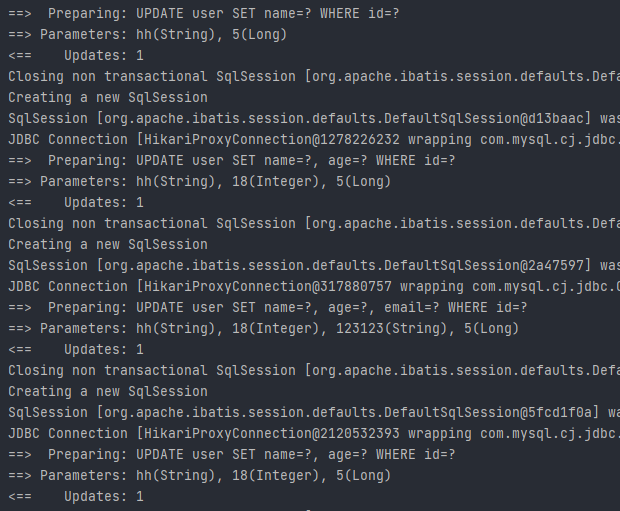 ==>  Preparing: UPDATE user SET name=? WHERE id=?
==> Parameters: hh(String), 5(Long)
<==    Updates: 1
Closing non transactional SqlSession [org.apache.ibatis.session.defaults.Defa
Creating a new SqlSession
SqlSession [org.apache.ibatis.session.defaults.DefaultSqlSession@d13baac] was
JDBC Connection [HikariProxyConnection@1278226232 wrapping com.mysql.cj.jdbc.
==>  Preparing: UPDATE user SET name=?, age=? WHERE id=?
==> Parameters: hh(String), 18(Integer), 5(Long)
<==    Updates: 1
Closing non transactional SqlSession [org.apache.ibatis.session.defaults.Defa
Creating a new SqlSession
SqlSession [org.apache.ibatis.session.defaults.DefaultSqlSession@2a47597] was
JDBC Connection [HikariProxyConnection@317880757 wrapping com.mysql.cj.jdbc.C
==>  Preparing: UPDATE user SET name=?, age=?, email=? WHERE id=?
==> Parameters: hh(String), 18(Integer), 123123(String), 5(Long)
<==    Updates: 1
Closing non transactional SqlSession [org.apache.ibatis.session.defaults.Defa
Creating a new SqlSession
SqlSession [org.apache.ibatis.session.defaults.DefaultSqlSession@5fcd1f0a] wa
JDBC Connection [HikariProxyConnection@2120532393 wrapping com.mysql.cj.jdbc.
==>  Preparing: UPDATE user SET name=?, age=? WHERE id=?
==> Parameters: hh(String), 18(Integer), 5(Long)
<==    Updates: 1